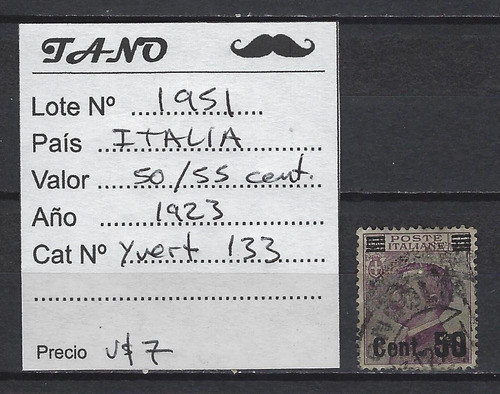 TANO
Lote Nº 1951
País ITALIA
Valor 50/55 cent.
Año 1923
Cat Nº Yvert 133
Precio U$ 7
POSTE
ITALIANE
Cent. 50